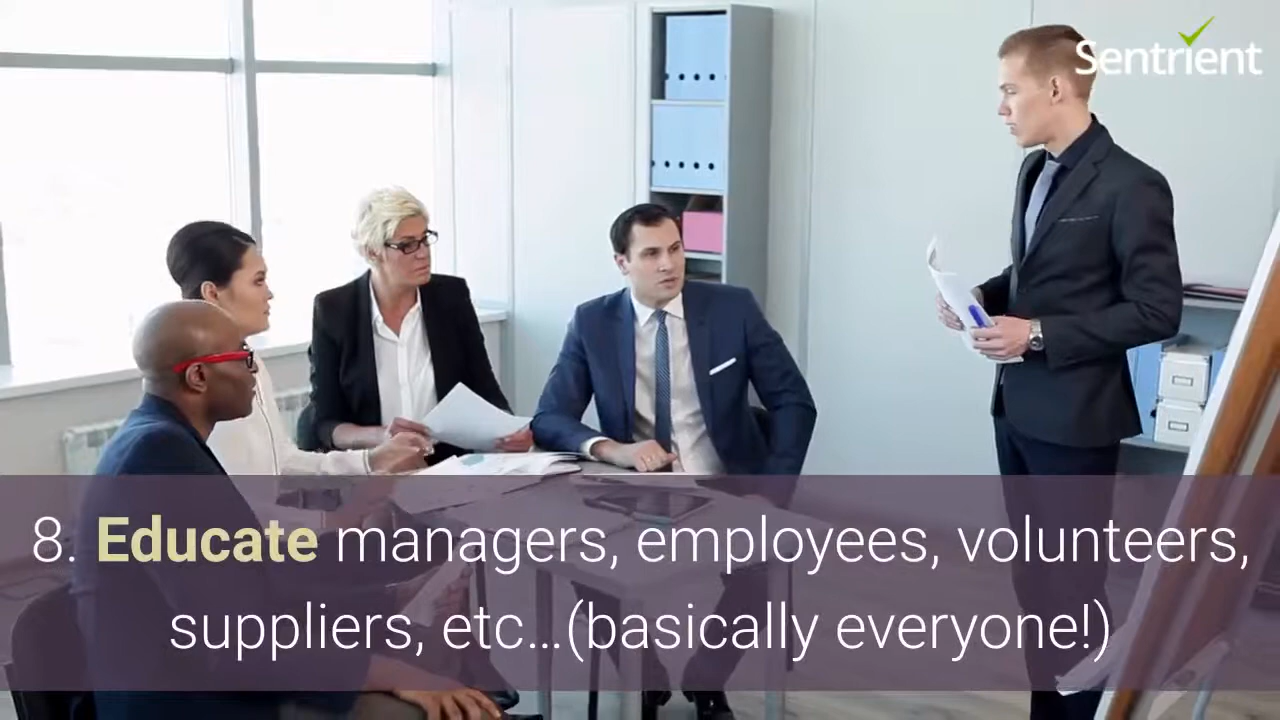 Sentrient
8. Educate managers, employees, volunteers,
suppliers, etc...(basically everyone!)